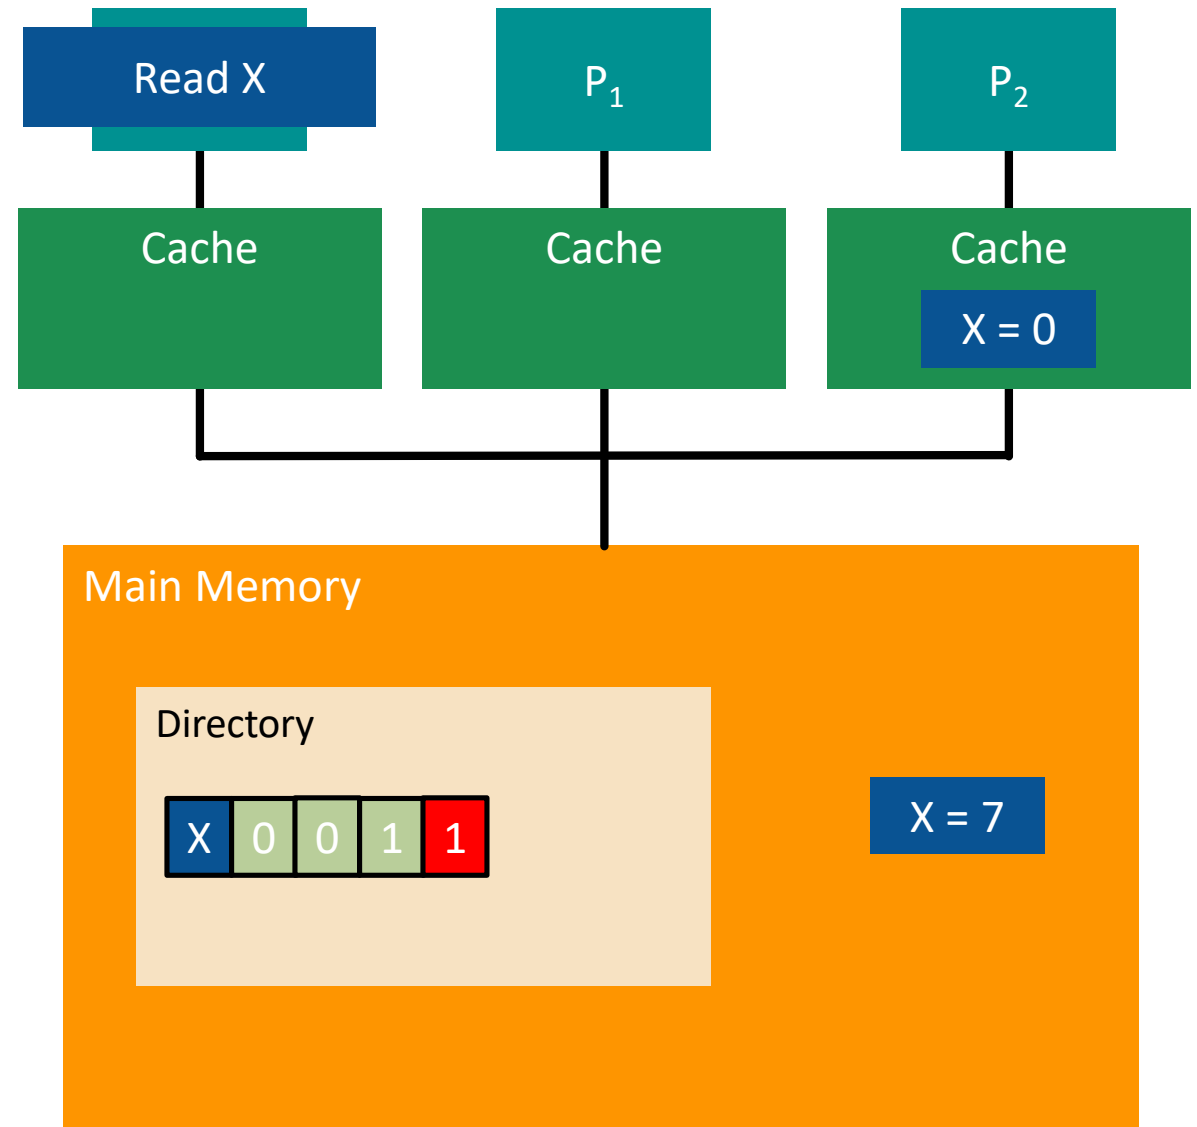 Read X
P₁
P₂
Cache
Cache
Cache
X = 0
Main Memory
Directory
X 0 0 1 1
X = 7